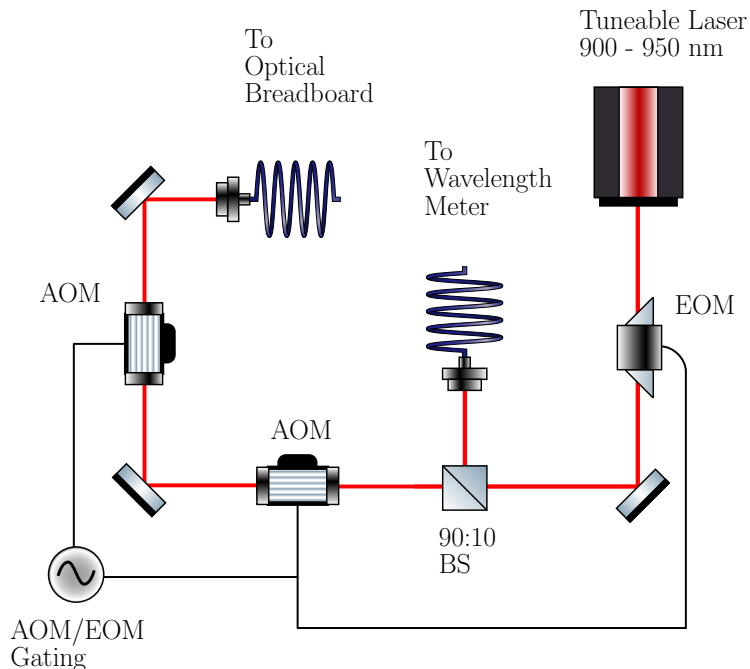 To
Optical
Breadboard
Tuneable Laser
900 - 950 nm
To
Wavelength
Meter
AOM
EOM
AOM
90:10
BS
AOM/EOM
Gating